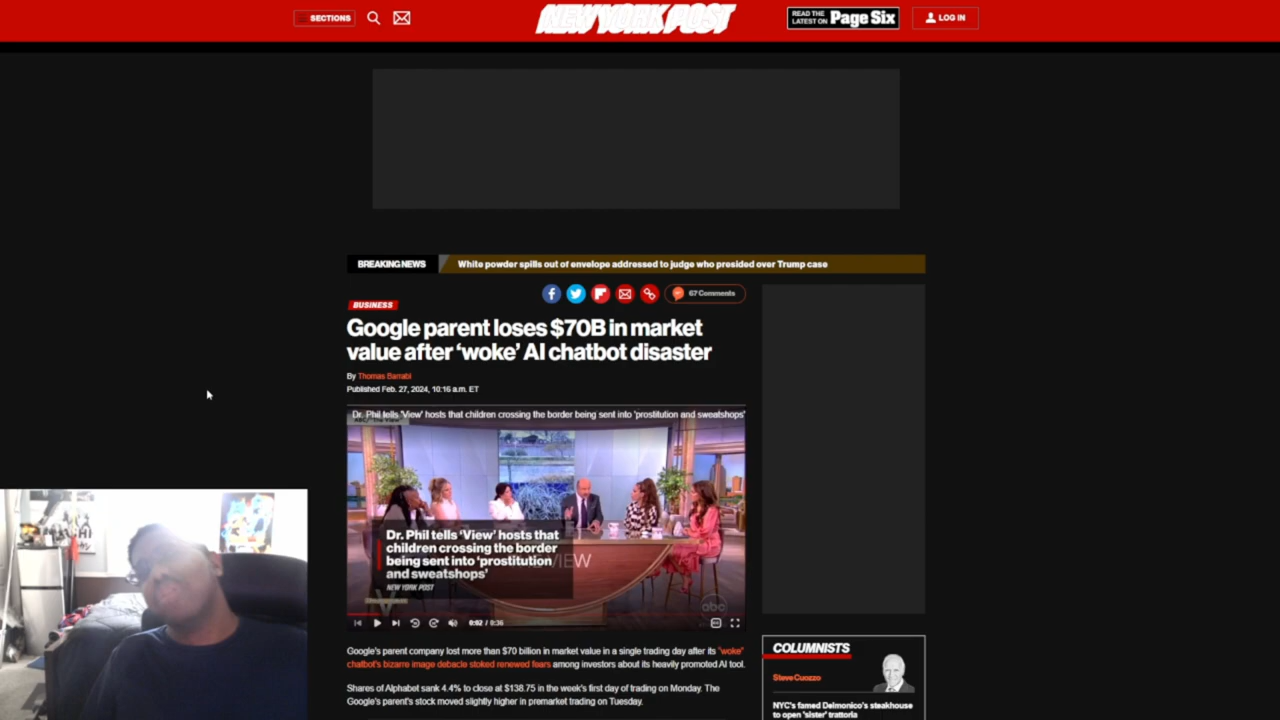 SECTIONS
NEW YORK POST
READ THE
LATEST ON
Page Six
LOG IN
BREAKING NEWS
White powder spills out of envelope addressed to judge who presided over Trump case
67 Comments
BUSINESS
Google parent loses $70B in market
value after ‘woke’ AI chatbot disaster
By Thomas Barrabi
Published Feb. 27, 2024, 10:16 a.m. ET
Dr. Phil tells 'View' hosts that children crossing the border being sent into 'prostitution and sweatshops'
Dr. Phil tells ‘View’ hosts that
children crossing the border
being sent into ‘prostitution
and sweatshops’
NEW YORK POST
VIEW
abc
0:02 / 0:36
Google’s parent company lost more than $70 billion in market value in a single trading day after its “woke”
chatbot’s bizarre image debacle stoked renewed fears among investors about its heavily promoted AI tool.
Shares of Alphabet sank 4.4% to close at $138.75 in the week’s first day of trading on Monday. The
Google’s parent’s stock moved slightly higher in premarket trading on Tuesday.
COLUMNISTS
Steve Cuozzo
NYC's famed Delmonico's steakhouse
to open 'sister' trattoria